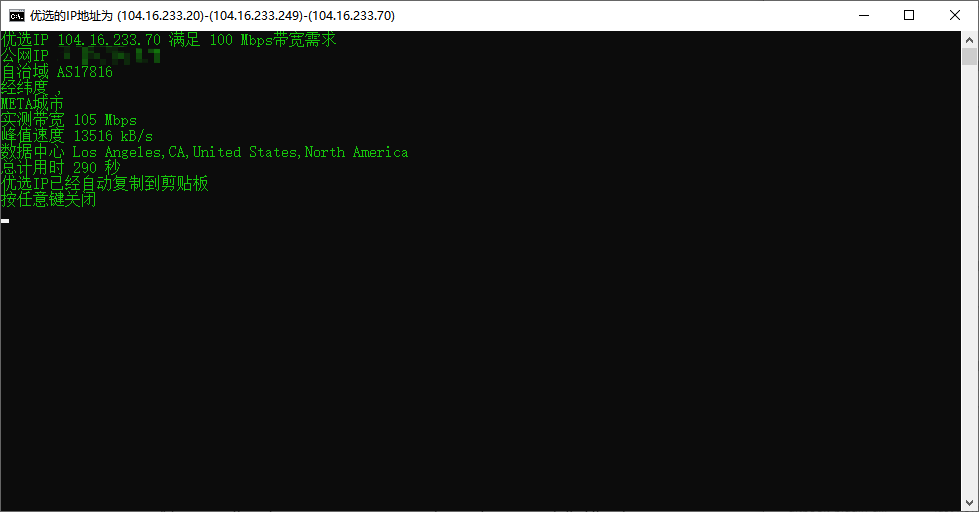 优选的IP地址为 (104.16.233.20)-(104.16.233.249)-(104.16.233.70)
优选IP 104.16.233.70 满足 100 Mbps带宽需求
公网IP
自治域 AS17816
经纬度 ,
META城市
实测带宽 105 Mbps
峰值速度 13516 kB/s
数据中心 Los Angeles,CA,United States,North America
总计用时 290 秒
优选IP已经自动复制到剪贴板
按任意键关闭